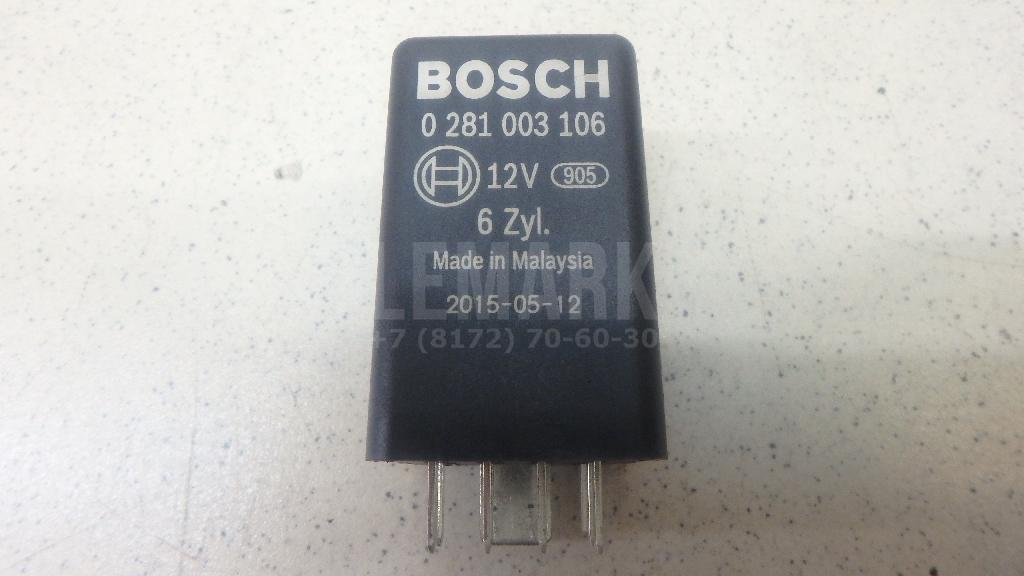 BOSCH
0 281 003 106
12V 905
6 Zyl.
Made in Malaysia
2015-05-12
ELEMARK
+7 (8172) 70-60-30